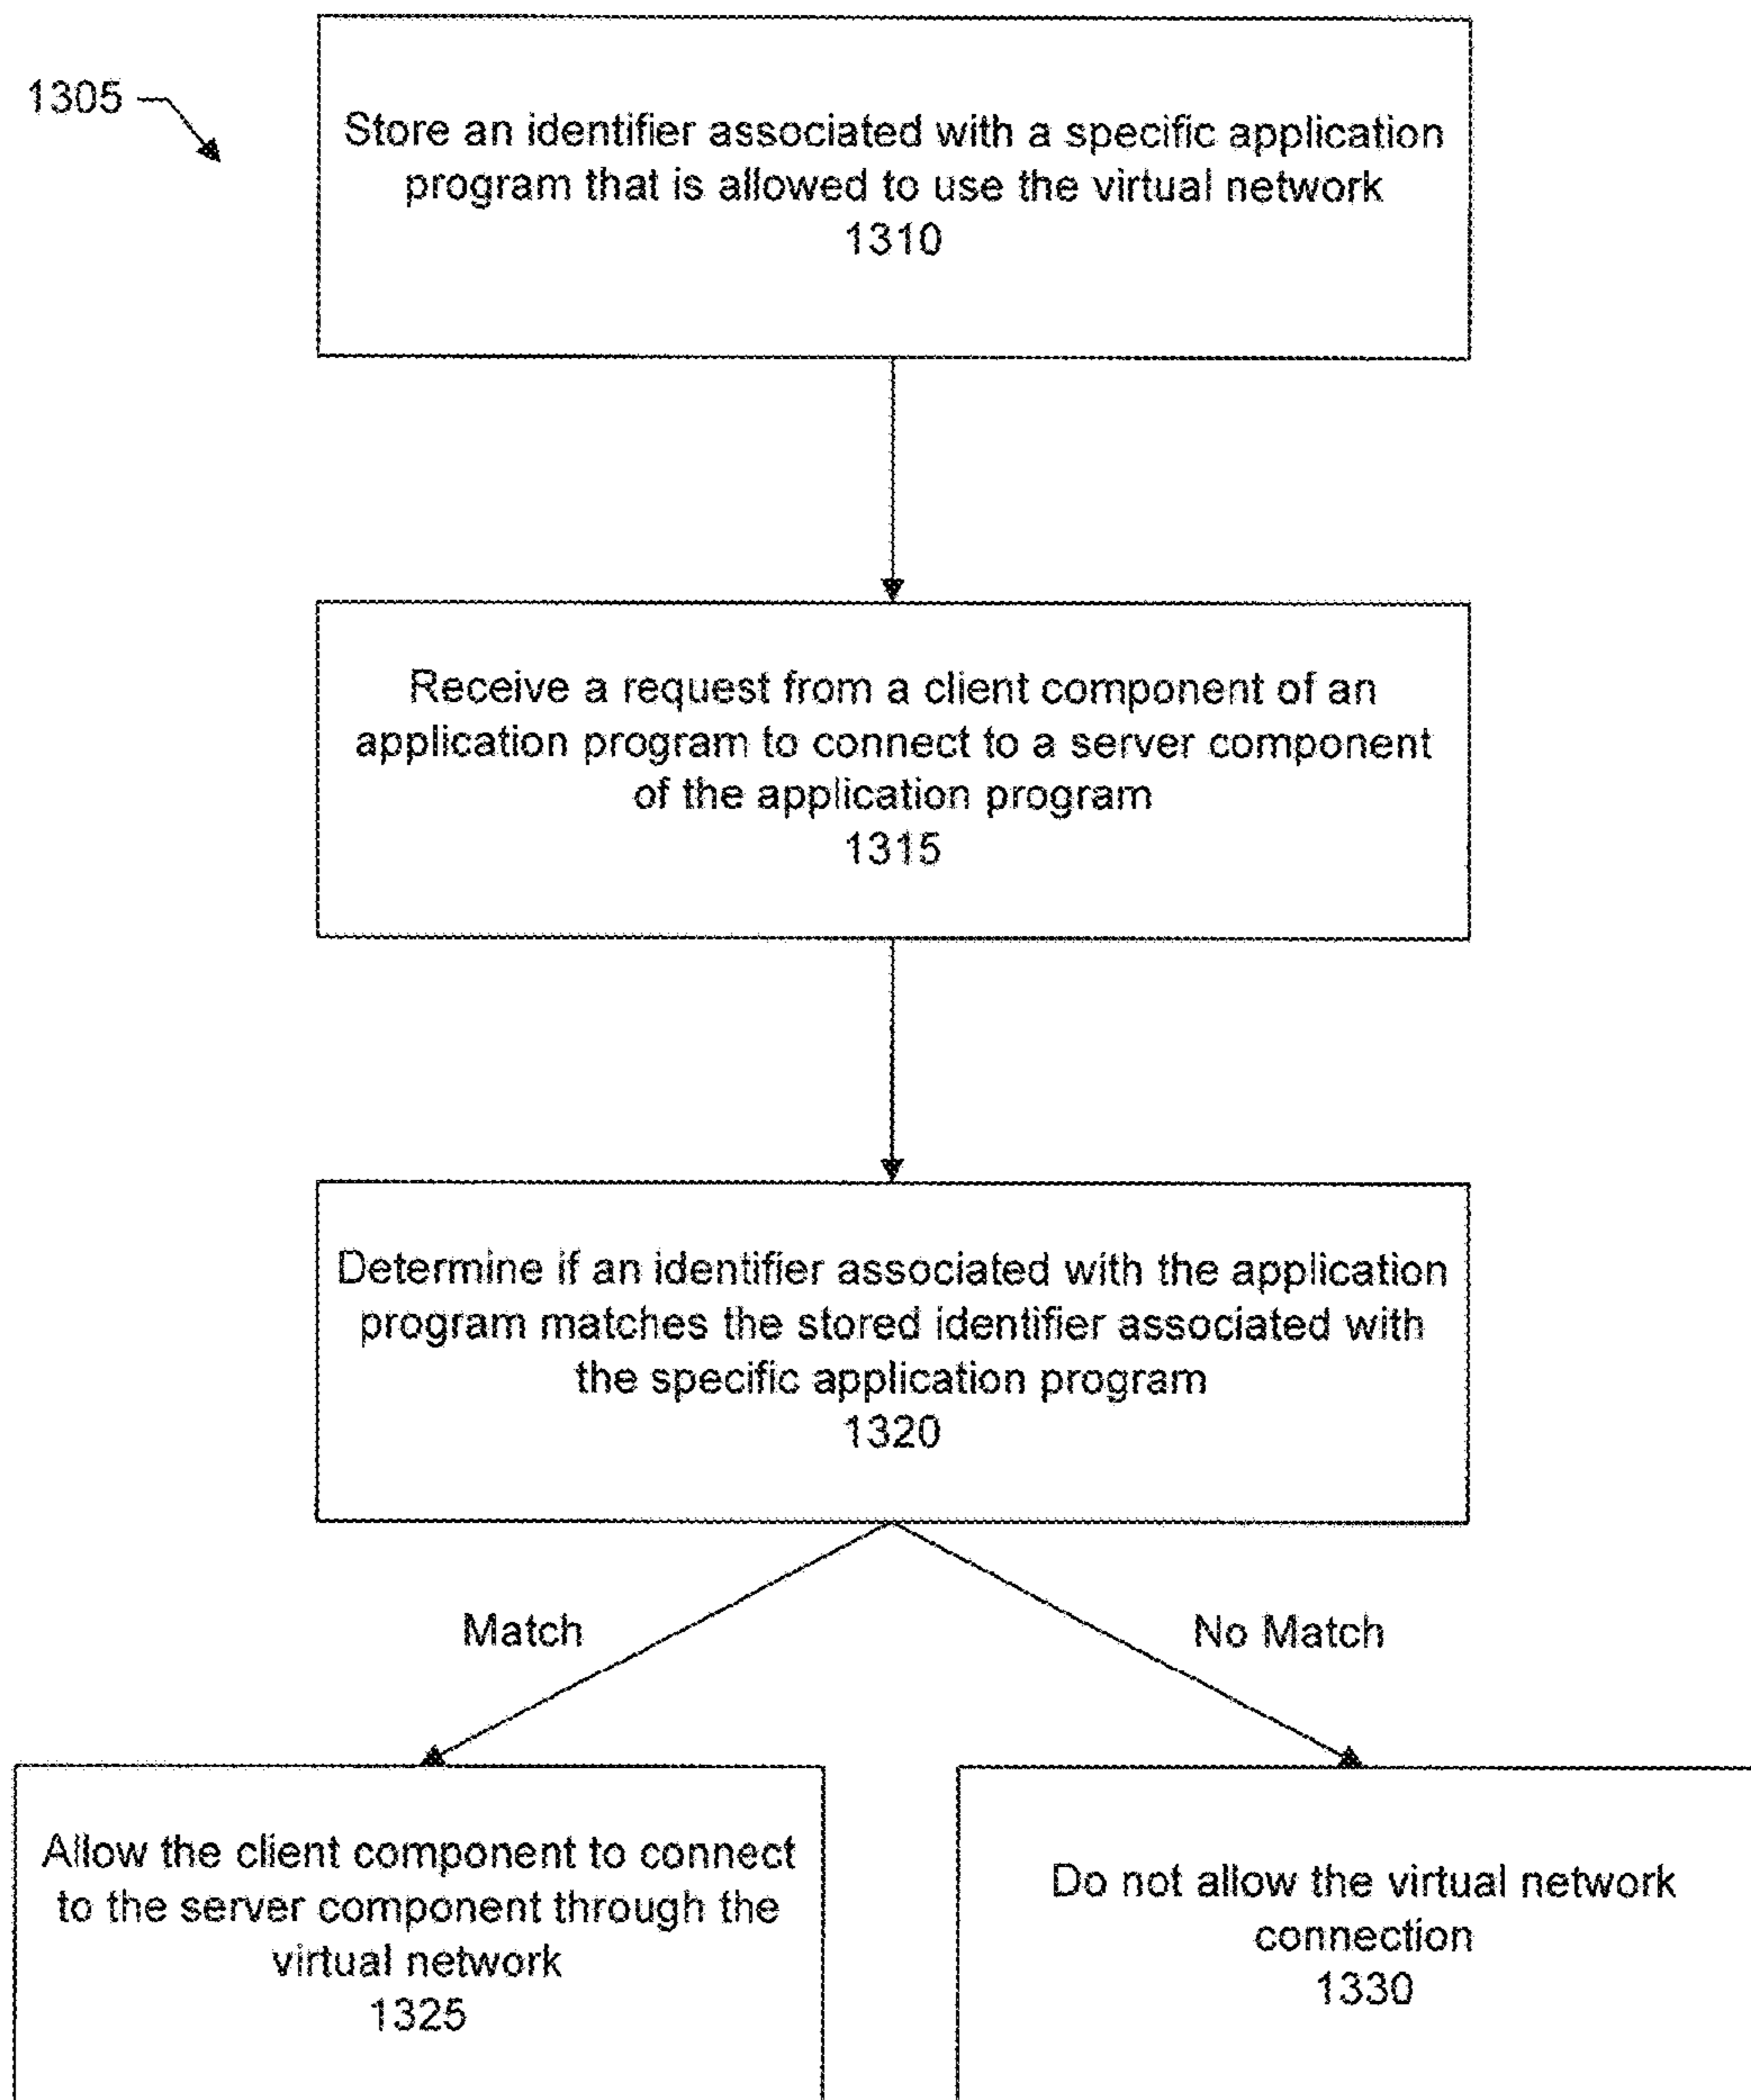 1305
Store an identifier associated with a specific application
program that is allowed to use the virtual network
1310
Receive a request from a client component of an
application program to connect to a server component
of the application program
1315
Determine if an identifier associated with the application
program matches the stored identifier associated with
the specific application program
1320
Match
No Match
Allow the client component to connect
to the server component through the
virtual network
1325
Do not allow the virtual network
connection
1330